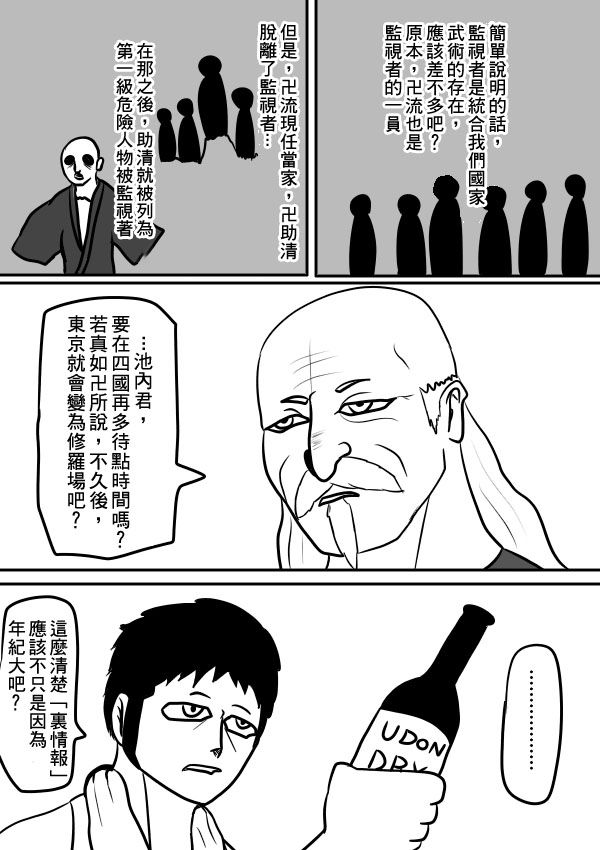 簡單說明的話，
監視者是統合我們國家
武術的存在，
應該差不多吧？
原本，卍流也是
監視者的一員
但是，卍流現任當家，卍助清
脫離了監視者…
在那之後，助清就被列為
第一級危險人物被監視著
…池內君，
要在四國再多待點時間嗎？
若真如卍所說，不久後，
東京就會變為修羅場吧？
…………
UDON
DRY
這麼清楚「裏情報」
應該不只是因為
年紀大吧？